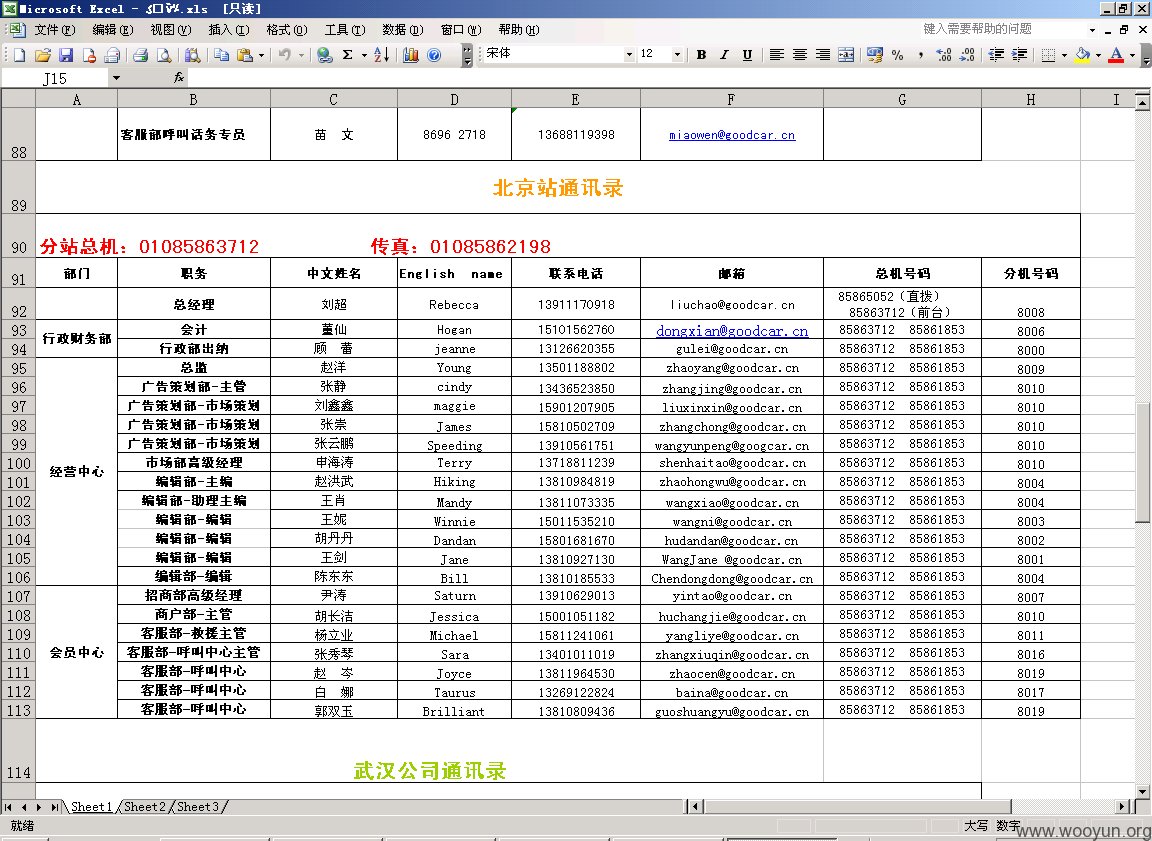 Microsoft Excel - .xls [只读]
文件(F) 编辑(E) 视图(V) 插入(I) 格式(O) 工具(T) 数据(D) 窗口(W) 帮助(H) 键入需要帮助的问题
宋体 12 B I U
J15 fx
A B C D E F G H I
88 客服部呼叫话务专员 苗 文 8696 2718 13688119398 miaowen@goodcar.cn
89 北京站通讯录
90 分站总机：01085863712 传真：01085862198
91 部门 职务 中文姓名 English name 联系电话 邮箱 总机号码 分机号码
92 总经理 刘超 Rebecca 13911170918 liuchao@goodcar.cn 85865052（直拨） 8008
85863712（前台）
行政财务部
93 会计 董仙 Hogan 15101562760 dongxian@goodcar.cn 85863712 85861853 8006
94 行政部出纳 顾 蕾 jeanne 13126620355 gulei@goodcar.cn 85863712 85861853 8000
95 总监 赵洋 Young 13501188802 zhaoyang@goodcar.cn 85863712 85861853 8009
96 广告策划部-主管 张静 cindy 13436523850 zhangjing@goodcar.cn 85863712 85861853 8010
97 广告策划部-市场策划 刘鑫鑫 maggie 15901207905 liuxinxin@goodcar.cn 85863712 85861853 8010
98 广告策划部-市场策划 张崇 James 15810502709 zhangchong@goodcar.cn 85863712 85861853 8010
99 广告策划部-市场策划 张云鹏 Speeding 13910561751 wangyunpeng@googcar.cn 85863712 85861853 8010
100 市场部高级经理 申海涛 Terry 13718811239 shenhaitao@goodcar.cn 85863712 85861853 8010
经营中心
101 编辑部-主编 赵洪武 Hiking 13810984819 zhaohongwu@goodcar.cn 85863712 85861853 8004
102 编辑部-助理主编 王肖 Mandy 13811073335 wangxiao@goodcar.cn 85863712 85861853 8004
103 编辑部-编辑 王妮 Winnie 15011535210 wangni@goodcar.cn 85863712 85861853 8003
104 编辑部-编辑 胡丹丹 Dandan 15801681670 hudandan@goodcar.cn 85863712 85861853 8002
105 编辑部-编辑 王剑 Jane 13810927130 WangJane @goodcar.cn 85863712 85861853 8001
106 编辑部-编辑 陈东东 Bill 13810185533 Chendongdong@goodcar.cn 85863712 85861853 8004
107 招商部高级经理 尹涛 Saturn 13910629013 yintao@goodcar.cn 85863712 85861853 8007
108 商户部-主管 胡长洁 Jessica 15001051182 huchangjie@goodcar.cn 85863712 85861853 8010
109 客服部-救援主管 杨立业 Michael 15811241061 yangliye@goodcar.cn 85863712 85861853 8011
110 会员中心 客服部-呼叫中心主管 张秀琴 Sara 13401011019 zhangxiuqin@goodcar.cn 85863712 85861853 8016
111 客服部-呼叫中心 赵 岑 Joyce 13811964530 zhaocen@goodcar.cn 85863712 85861853 8019
112 客服部-呼叫中心 白 娜 Taurus 13269122824 baina@goodcar.cn 85863712 85861853 8017
113 客服部-呼叫中心 郭双玉 Brilliant 13810809436 guoshuangyu@goodcar.cn 85863712 85861853 8019
114 武汉公司通讯录
Sheet1 Sheet2 Sheet3
就绪 大写 数字
www.wooyun.org